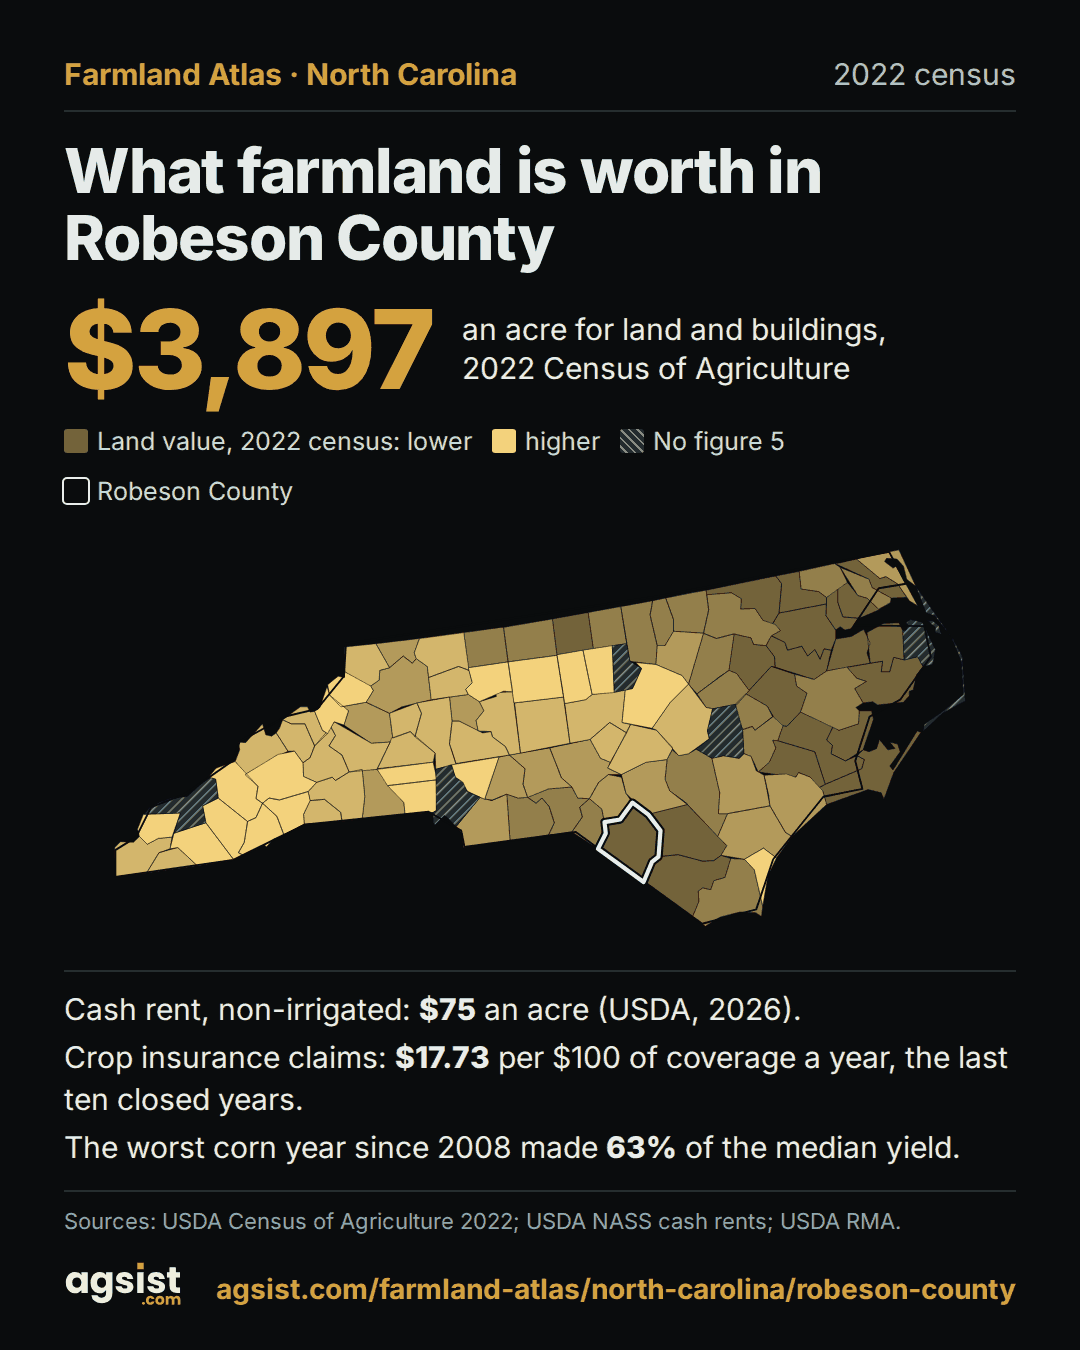 Farmland Atlas · North Carolina
2022 census
What farmland is worth in
Robeson County
$3,897
an acre for land and buildings,
2022 Census of Agriculture
Land value, 2022 census: lower
higher
No figure 5
Robeson County
Cash rent, non-irrigated: $75 an acre (USDA, 2026).
Crop insurance claims: $17.73 per $100 of coverage a year, the last
ten closed years.
The worst corn year since 2008 made 63% of the median yield.
Sources: USDA Census of Agriculture 2022; USDA NASS cash rents; USDA RMA.
agsist
.com
agsist.com/farmland-atlas/north-carolina/robeson-county